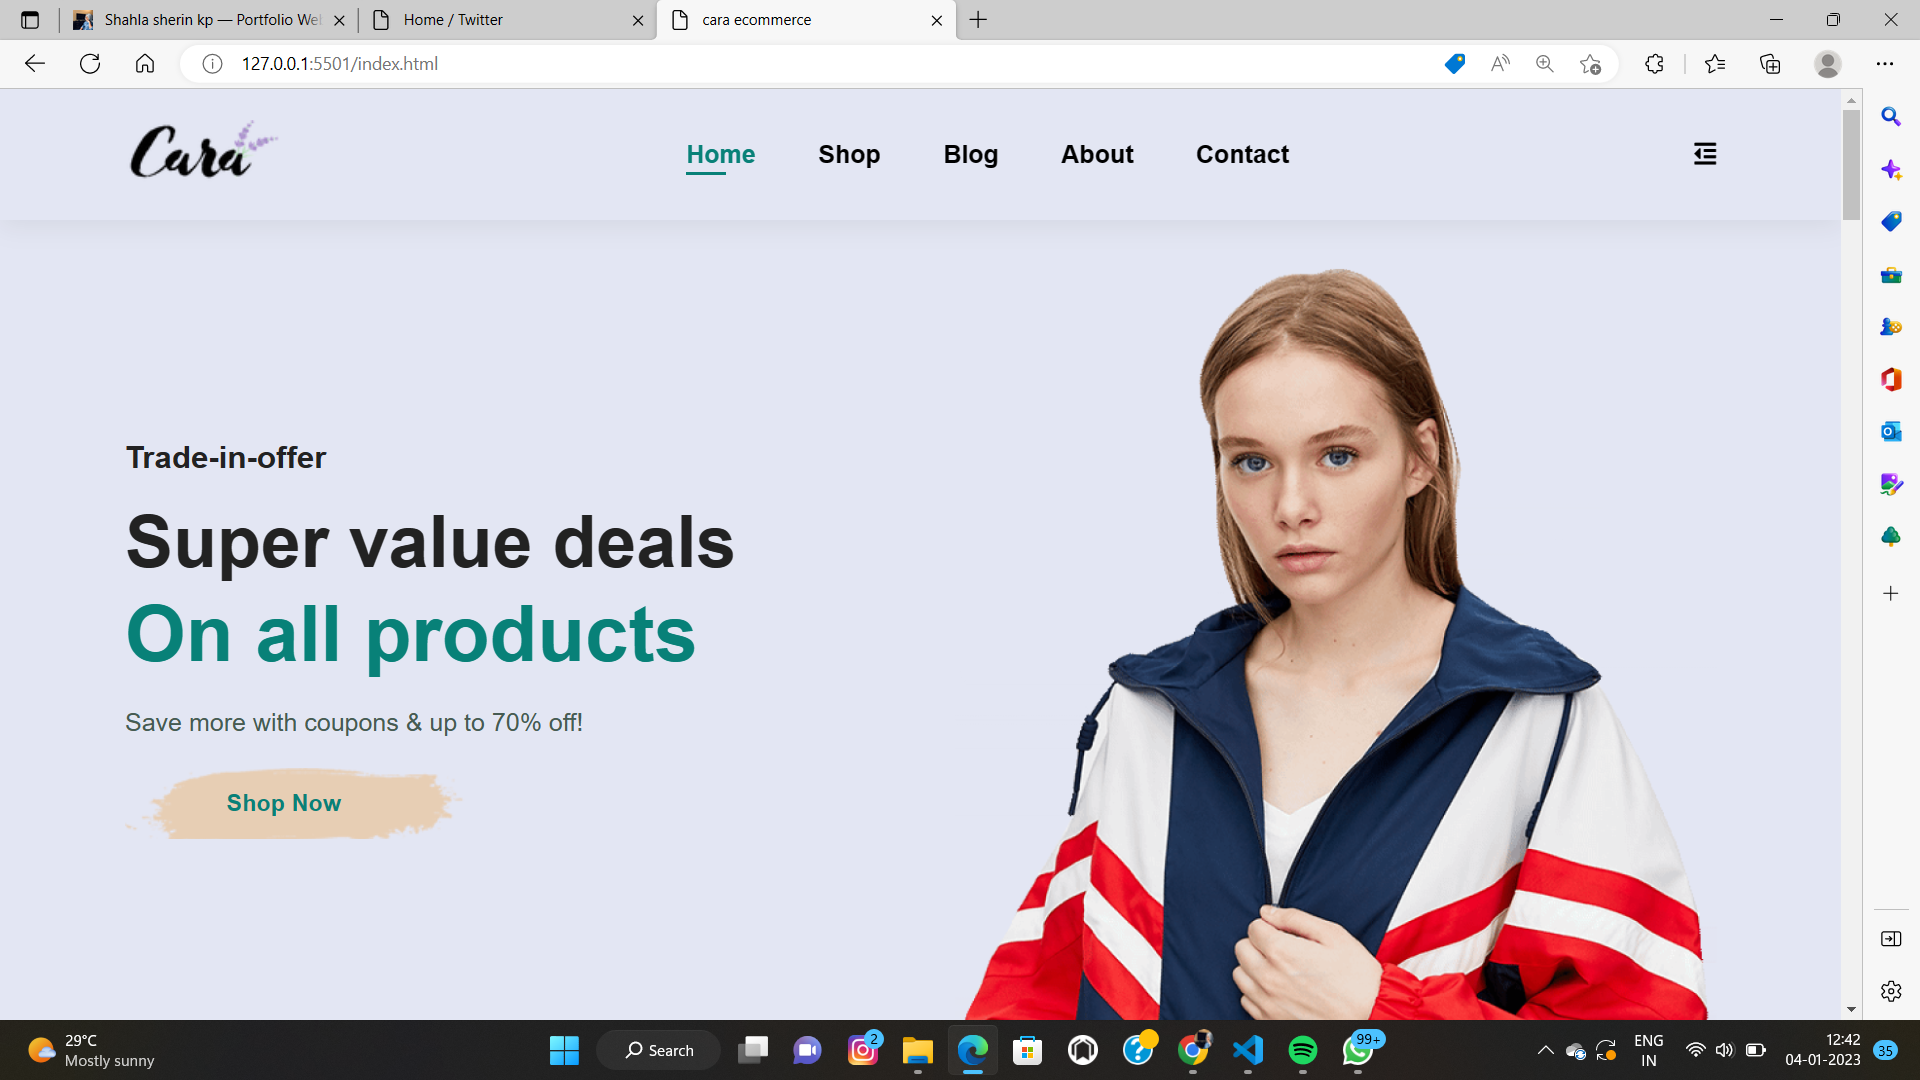 Shahla sherin kp — Portfolio We
Home / Twitter
cara ecommerce
127.0.0.1:5501/index.html
Cara
Home
Shop
Blog
About
Contact
Trade-in-offer
Super value deals
On all products
Save more with coupons & up to 70% off!
Shop Now
29°C
Mostly sunny
Search
2
99+
ENG
IN
12:42
04-01-2023
35